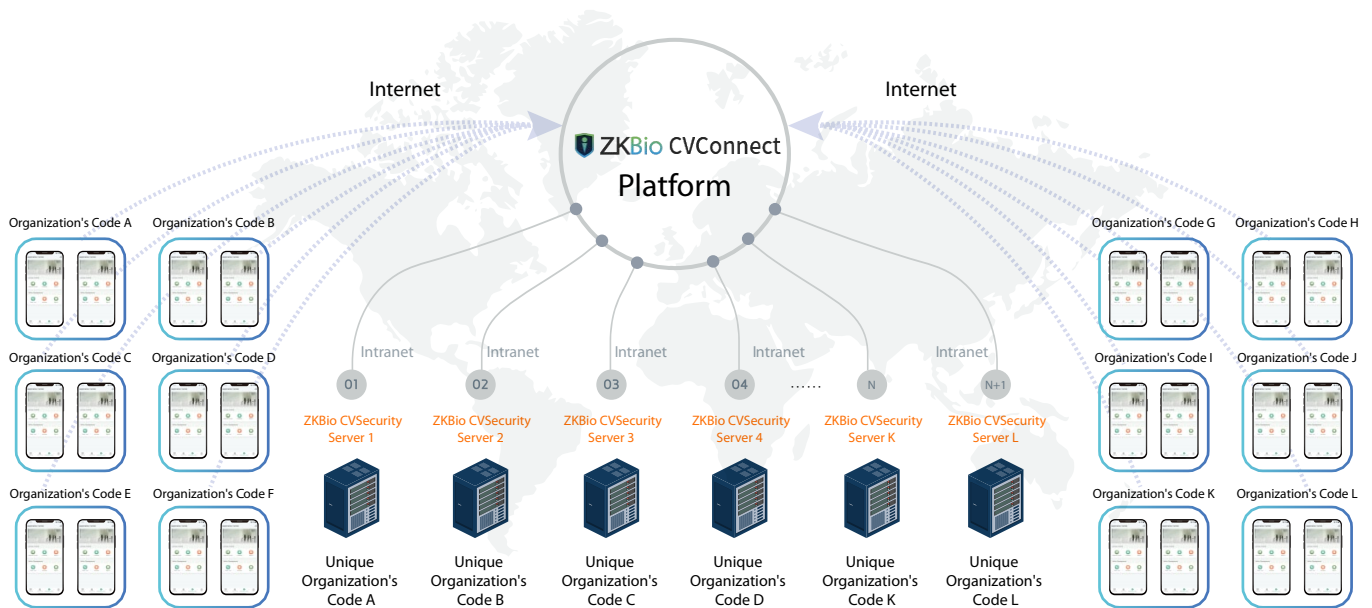 Internet
Internet
ZKBio CVConnect
Platform
Organization's Code A
Organization's Code B
Organization's Code G
Organization's Code H
Intranet
Intranet
Intranet
Intranet
Intranet
Organization's Code C
Organization's Code D
Organization's Code I
Organization's Code J
01
02
03
04
......
N
N+1
ZKBio CVSecurity
Server 1
ZKBio CVSecurity
Server 2
ZKBio CVSecurity
Server 3
ZKBio CVSecurity
Server 4
ZKBio CVSecurity
Server K
ZKBio CVSecurity
Server L
Organization's Code E
Organization's Code F
Organization's Code K
Organization's Code L
Unique
Organization's
Code A
Unique
Organization's
Code B
Unique
Organization's
Code C
Unique
Organization's
Code D
Unique
Organization's
Code K
Unique
Organization's
Code L